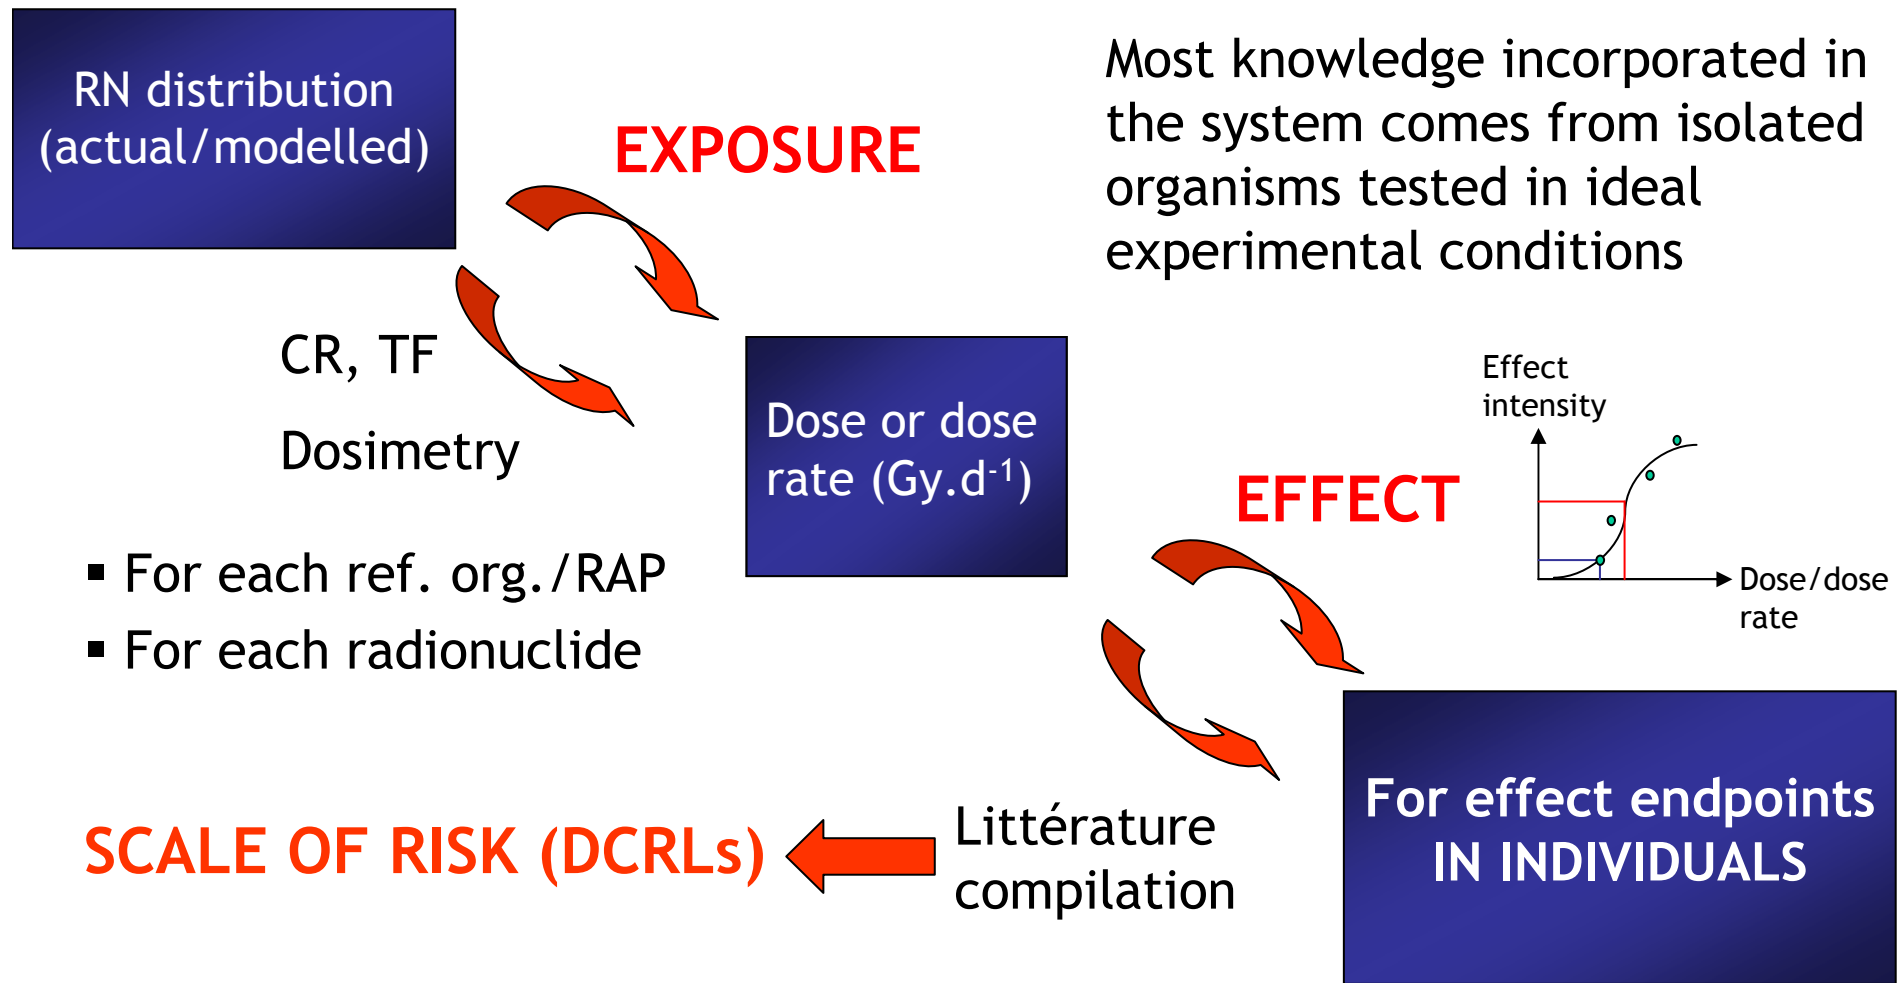 RN distribution
(actual/modelled)
EXPOSURE
Most knowledge incorporated in
the system comes from isolated
organisms tested in ideal
experimental conditions
CR, TF
Dosimetry
Dose or dose
rate (Gy.d⁻¹)
Effect
intensity
Dose/dose
rate
EFFECT
▪ For each ref. org./RAP
▪ For each radionuclide
For effect endpoints
IN INDIVIDUALS
Littérature
compilation
SCALE OF RISK (DCRLs)